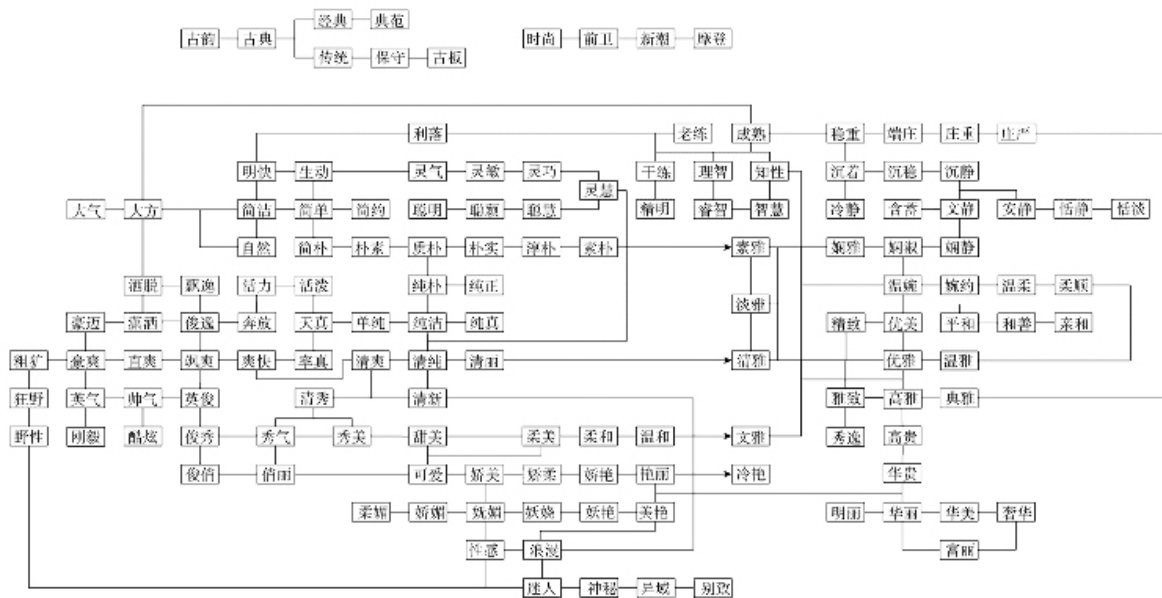 经典 典范
古韵 古典
时尚 前卫 新潮 摩登
传统 保守 古板
利落 老练 成熟 稳重 端庄 庄重 庄严
明快 生动 灵气 灵敏 灵巧 干练 理智 知性 沉着 沉稳 沉静
灵慧
大气 大方 简洁 简单 简约 聪明 聪颖 聪慧 精明 睿智 智慧 冷静 含蓄 文静 安静 恬静 恬淡
自然 简朴 朴素 质朴 朴实 淳朴 素朴 素雅 娴雅 娴淑 娴静
洒脱 飘逸 活力 活泼 纯朴 纯正 温婉 婉约 温柔 柔顺
淡雅
豪迈 潇洒 俊逸 奔放 天真 单纯 纯洁 纯真 精致 优美 平和 和善 亲和
粗犷 豪爽 直爽 飒爽 爽快 率真 清爽 清纯 清丽 清雅 优雅 温雅
狂野 英气 帅气 英俊 清秀 清新 雅致 高雅 典雅
野性 刚毅 酷炫 俊秀 秀气 秀美 甜美 柔美 柔和 温和 文雅 秀逸 高贵
俊俏 俏丽 可爱 娇美 娇柔 娇艳 艳丽 冷艳 华贵
柔媚 娇媚 妩媚 妖娆 妖艳 美艳 明丽 华丽 华美 奢华
性感 浪漫 富丽
迷人 神秘 异域 别致